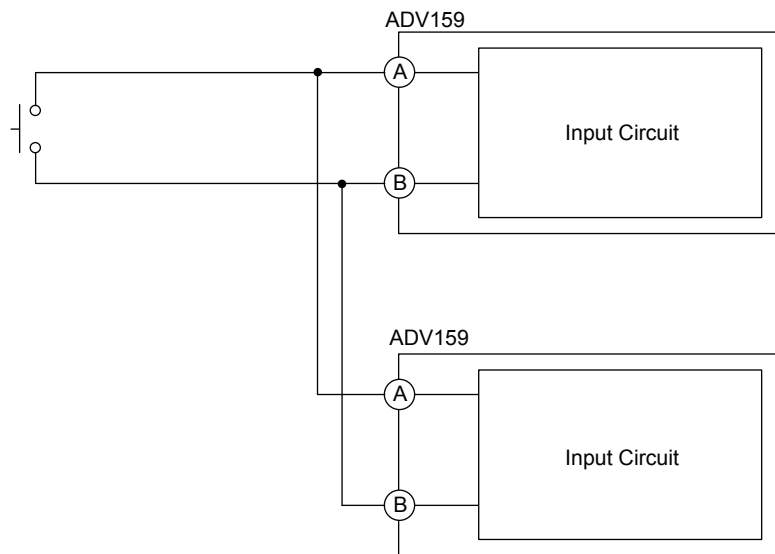 ADV159
A
Input Circuit
B
ADV159
A
Input Circuit
B